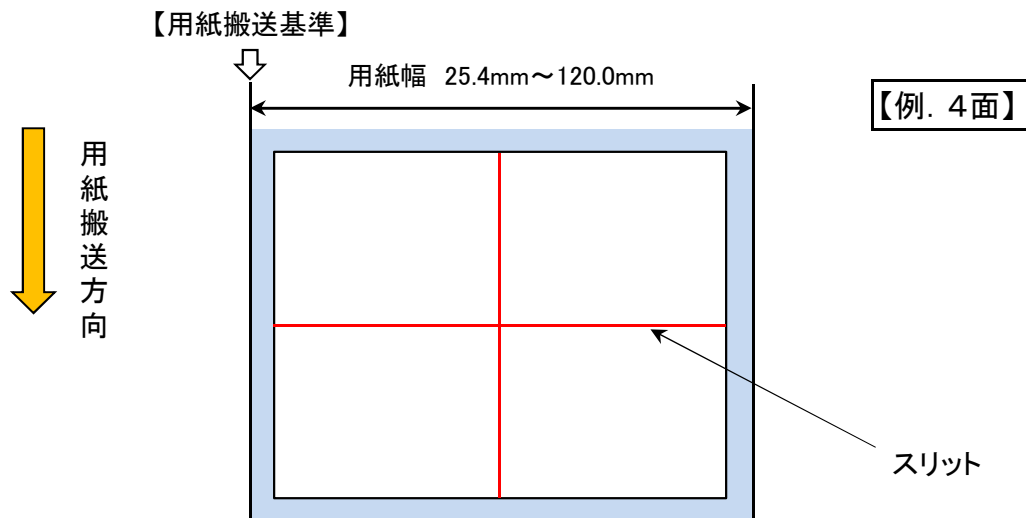 【用紙搬送基準】
用紙幅 25.4mm～120.0mm
【例. 4面】
用紙搬送方向
スリット